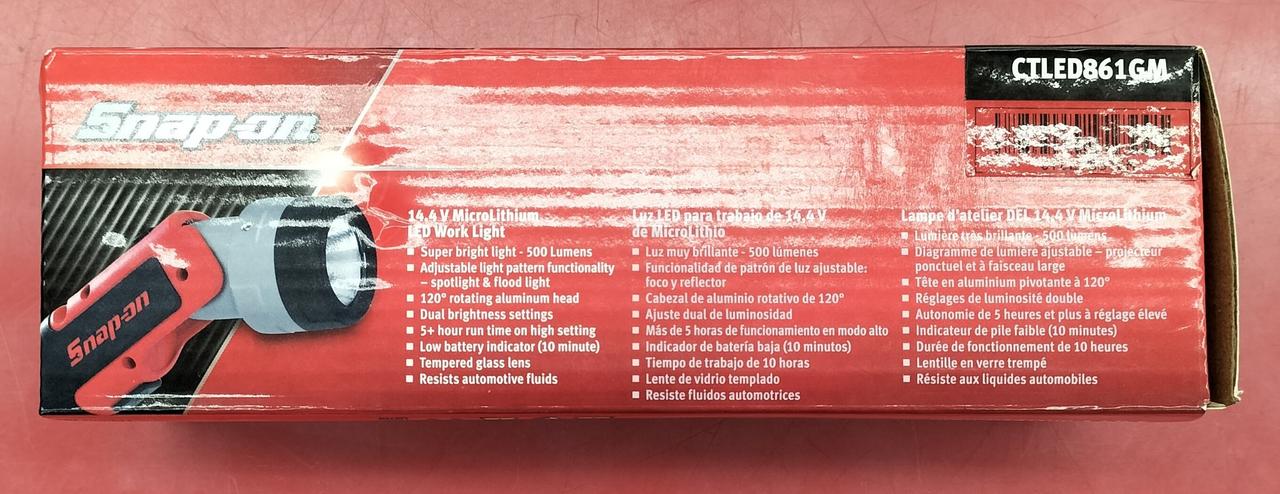 CTLED861GM
Snap-on
Snap-on
14.4 V MicroLithium
LED Work Light
■ Super bright light - 500 Lumens
■ Adjustable light pattern functionality
– spotlight & flood light
■ 120° rotating aluminum head
■ Dual brightness settings
■ 5+ hour run time on high setting
■ Low battery indicator (10 minute)
■ Tempered glass lens
■ Resists automotive fluids
Luz LED para trabajo de 14,4 V
de MicroLithio
■ Luz muy brillante - 500 lúmenes
■ Funcionalidad de patrón de luz ajustable:
foco y reflector
■ Cabezal de aluminio rotativo de 120°
■ Ajuste dual de luminosidad
■ Más de 5 horas de funcionamiento en modo alto
■ Indicador de batería baja (10 minutos)
■ Tiempo de trabajo de 10 horas
■ Lente de vidrio templado
■ Resiste fluidos automotrices
Lampe d'atelier DEL 14,4 V MicroLithium
■ Lumière très brillante - 500 lumens
■ Diagramme de lumière ajustable – projecteur
ponctuel et à faisceau large
■ Tête en aluminium pivotante à 120°
■ Réglages de luminosité double
■ Autonomie de 5 heures et plus à réglage élevé
■ Indicateur de pile faible (10 minutes)
■ Durée de fonctionnement de 10 heures
■ Lentille en verre trempé
■ Résiste aux liquides automobiles